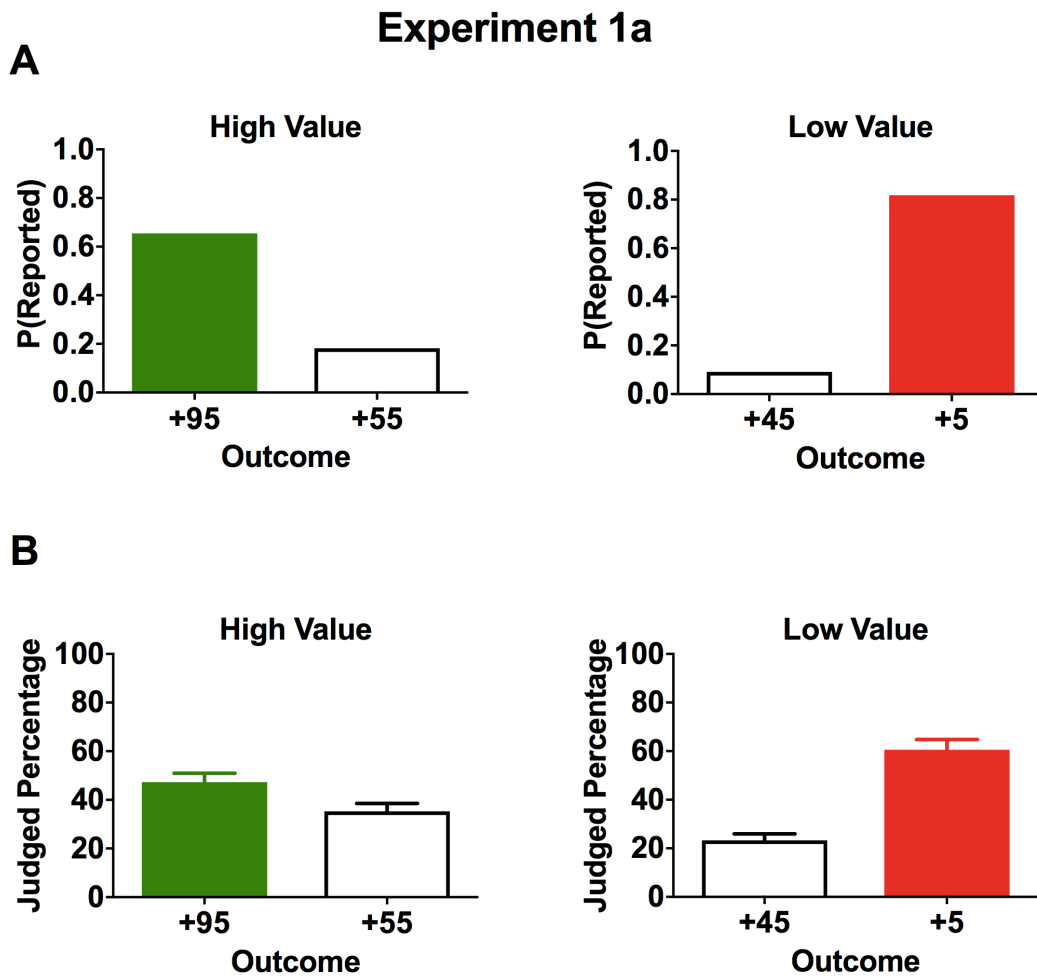 Experiment 1a
A
High Value
P(Reported)
1.0
0.8
0.6
0.4
0.2
0.0
+95 +55
Outcome
Low Value
P(Reported)
1.0
0.8
0.6
0.4
0.2
0.0
+45 +5
Outcome
B
High Value
Judged Percentage
100
80
60
40
20
0
+95 +55
Outcome
Low Value
Judged Percentage
100
80
60
40
20
0
+45 +5
Outcome